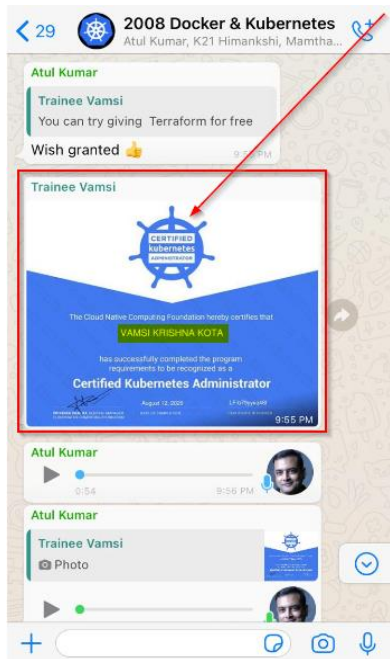 29
2008 Docker & Kubernetes
Atul Kumar, K21 Himankshi, Mamtha...
Atul Kumar
Trainee Vamsi
You can try giving Terraform for free
Wish granted 👍
9:55 PM
Trainee Vamsi
CERTIFIED
kubernetes
ADMINISTRATOR
The Cloud Native Computing Foundation hereby certifies that
VAMSI KRISHNA KOTA
has successfully completed the program
requirements to be recognized as a
Certified Kubernetes Administrator
August 12, 2020
9:55 PM
Atul Kumar
0:54
9:56 PM
Atul Kumar
Trainee Vamsi
Photo